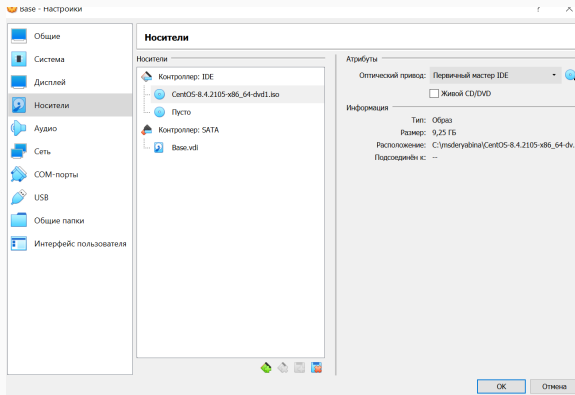 Base - Настройки
Общие
Система
Дисплей
Носители
Аудио
Сеть
COM-порты
USB
Общие папки
Интерфейс пользователя
Носители
Носители
Контроллер: IDE
CentOS-8.4.2105-x86_64-dvd1.iso
Пусто
Контроллер: SATA
Base.vdi
Атрибуты
Оптический привод: Первичный мастер IDE
Живой CD/DVD
Информация
Тип: Образ
Размер: 9,25 ГБ
Расположение: C:\msderyabina\CentOS-8.4.2105-x86_64-dv.
Подсоединён к: --
OK
Отмена